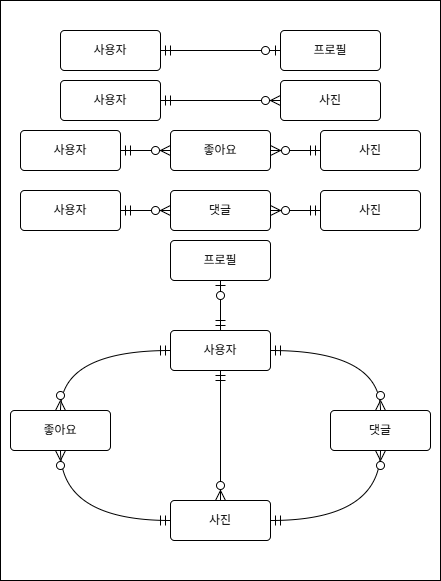 사용자 프로필
사용자 사진
사용자 좋아요 사진
사용자 댓글 사진
프로필
사용자
좋아요 댓글
사진